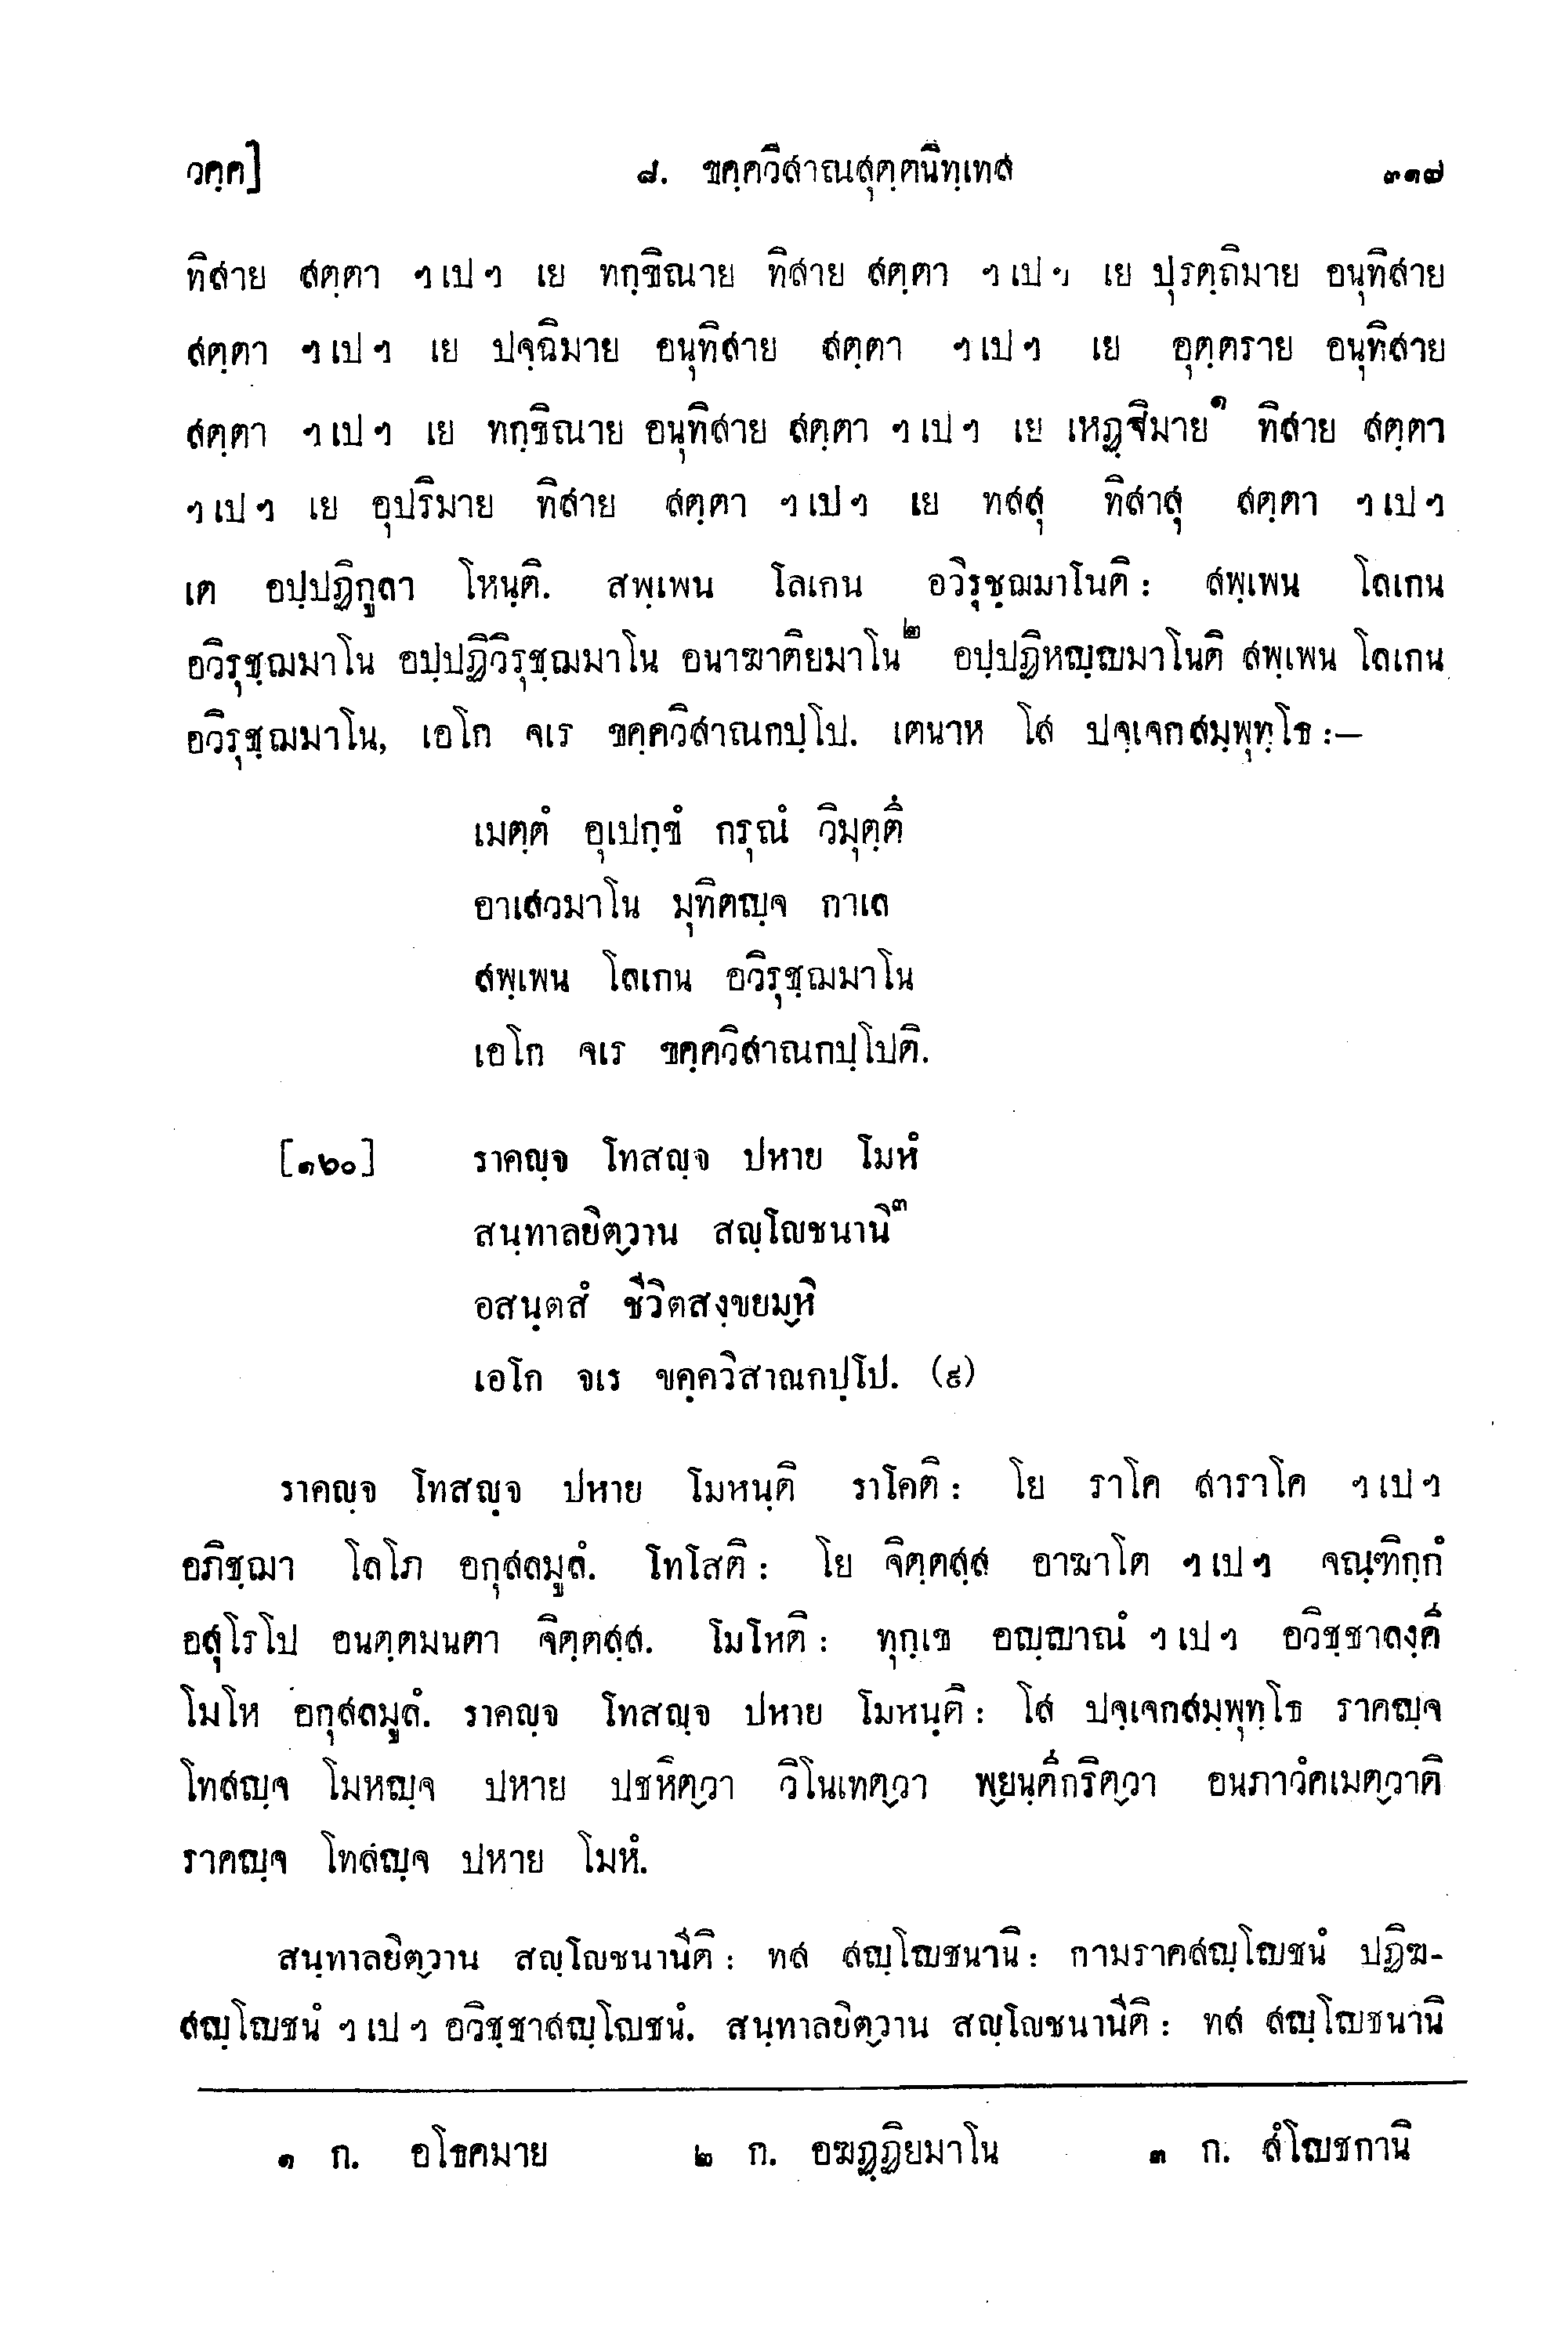 วคฺค] ๘. ขคฺควิสาณสุตฺตนิทฺเทส ๓๑๗
ทิสาย สตฺตา ฯเปฯ เย ทกฺขิณาย ทิสาย สตฺตา ฯเปฯ เย ปุรตฺถิมาย อนุทิสาย
สตฺตา ฯเปฯ เย ปจฺฉิมาย อนุทิสาย สตฺตา ฯเปฯ เย อุตฺตราย อนุทิสาย
สตฺตา ฯเปฯ เย ทกฺขิณาย อนุทิสาย สตฺตา ฯเปฯ เย เหฏฺฐิมาย๑ ทิสาย สตฺตา
ฯเปฯ เย อุปริมาย ทิสาย สตฺตา ฯเปฯ เย ทสสุ ทิสาสุ สตฺตา ฯเปฯ
เต อปฺปฏิกูลา โหนฺติ. สพฺเพน โลเกน อวิรุชฺฌมาโนติ: สพฺเพน โลเกน
อวิรุชฺฌมาโน อปฺปฏิวิรุชฺฌมาโน อนาฆาติยมาโน๒ อปฺปฏิหญฺญมาโนติ สพฺเพน โลเกน
อวิรุชฺฌมาโน, เอโก จเร ขคฺควิสาณกปฺโป. เตนาห โส ปจฺเจกสมฺพุทฺโธ:—
เมตฺตํ อุเปกฺขํ กรุณํ วิมุตฺตึ
อาเสวมาโน มุทิตญฺจ กาเล
สพฺเพน โลเกน อวิรุชฺฌมาโน
เอโก จเร ขคฺควิสาณกปฺโปติ.
[๑๖๐] ราคญฺจ โทสญฺจ ปหาย โมหํ
สนฺทาลยิตฺวาน สญฺโญชนานิ๓
อสนฺตสํ ชีวิตสงฺขยมฺหิ
เอโก จเร ขคฺควิสาณกปฺโป. (๙)
ราคญฺจ โทสญฺจ ปหาย โมหนฺติ ราโคติ: โย ราโค สาราโค ฯเปฯ
อภิชฺฌา โลโภ อกุสลมูลํ. โทโสติ: โย จิตฺตสฺส อาฆาโต ฯเปฯ จณฺฑิกฺกํ
อสุโรโป อนตฺตมนตา จิตฺตสฺส. โมโหติ: ทุกฺเข อญฺญาณํ ฯเปฯ อวิชฺชาลงฺคี
โมโห อกุสลมูลํ. ราคญฺจ โทสญฺจ ปหาย โมหนฺติ: โส ปจฺเจกสมฺพุทฺโธ ราคญฺจ
โทสญฺจ โมหญฺจ ปหาย ปชหิตฺวา วิโนเทตฺวา พฺยนฺตึกริตฺวา อนภาวํคเมตฺวาติ
ราคญฺจ โทสญฺจ ปหาย โมหํ.
สนฺทาลยิตฺวาน สญฺโญชนานีติ: ทส สญฺโญชนานิ: กามราคสญฺโญชนํ ปฏิฆ-
สญฺโญชนํ ฯเปฯ อวิชฺชาสญฺโญชนํ. สนฺทาลยิตฺวาน สญฺโญชนานีติ: ทส สญฺโญชนานิ
๑ ก. อโธคมาย ๒ ก. อฆฏฺฏิยมาโน ๓ ก. สํโญชกานิ